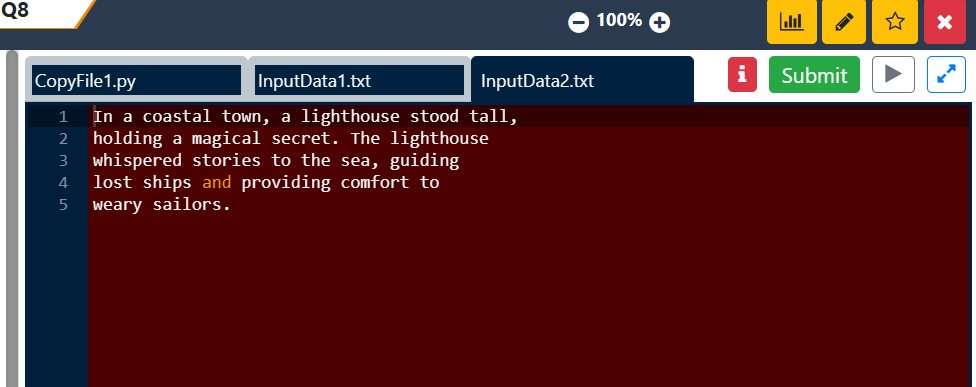 Q8
100%
CopyFile1.py
InputData1.txt
InputData2.txt
i
Submit
1 In a coastal town, a lighthouse stood tall,
2 holding a magical secret. The lighthouse
3 whispered stories to the sea, guiding
4 lost ships and providing comfort to
5 weary sailors.